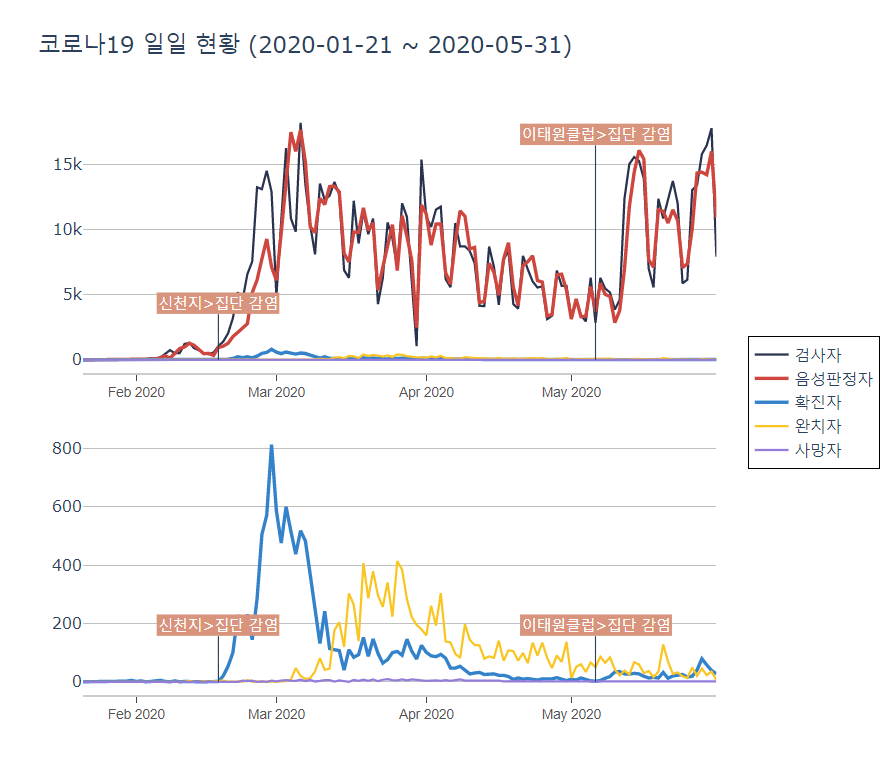 코로나19 일일 현황 (2020-01-21 ~ 2020-05-31)
이태원클럽>집단 감염
15k
10k
5k
신천지>집단 감염
0
Feb 2020 Mar 2020 Apr 2020 May 2020
검사자
음성판정자
확진자
완치자
사망자
800
600
400
200
신천지>집단 감염 이태원클럽>집단 감염
0
Feb 2020 Mar 2020 Apr 2020 May 2020